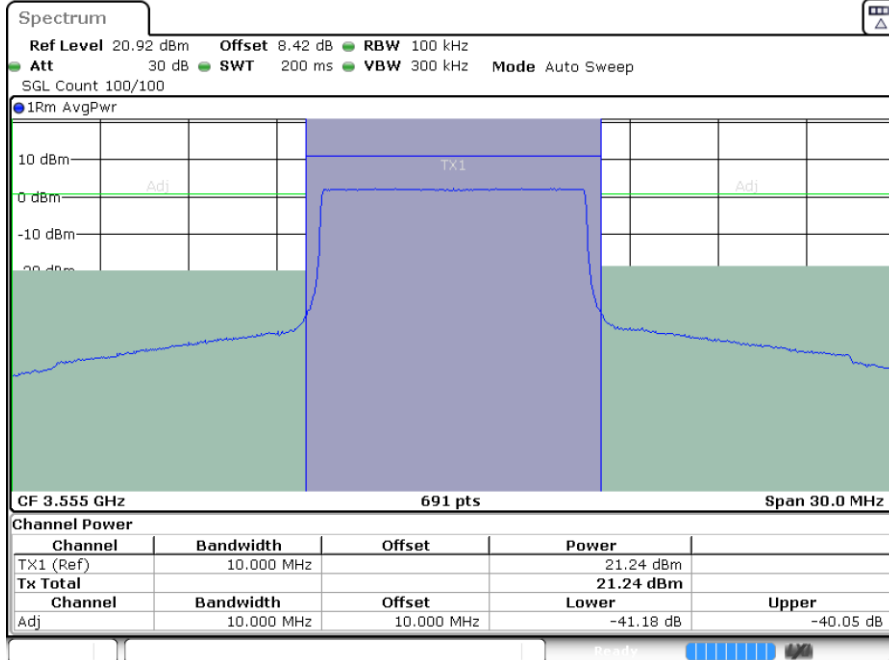 Spectrum
Ref Level 20.92 dBm Offset 8.42 dB RBW 100 kHz
Att 30 dB SWT 200 ms VBW 300 kHz Mode Auto Sweep
SGL Count 100/100
1Rm AvgPwr
10 dBm
TX1
Adj Adj
0 dBm
-10 dBm
-20 dBm
CF 3.555 GHz 691 pts Span 30.0 MHz
Channel Power
Channel Bandwidth Offset Power
TX1 (Ref) 10.000 MHz 21.24 dBm
Tx Total 21.24 dBm
Channel Bandwidth Offset Lower Upper
Adj 10.000 MHz 10.000 MHz -41.18 dB -40.05 dB
Ready